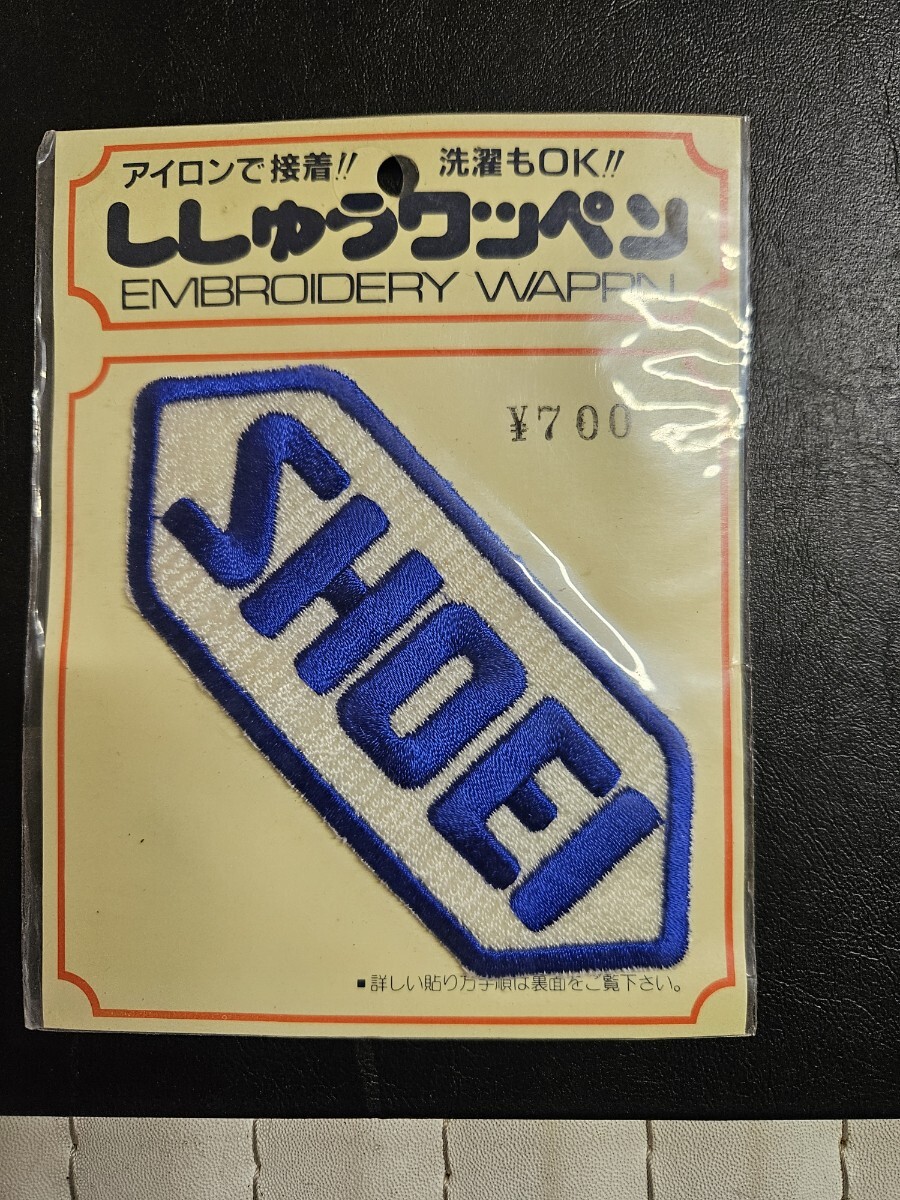 アイロンで接着!! 洗濯もOK!!
ししゅうワッペン
EMBROIDERY WAPPN
¥700
SHOEI
■詳しい貼り方手順は裏面をご覧下さい。